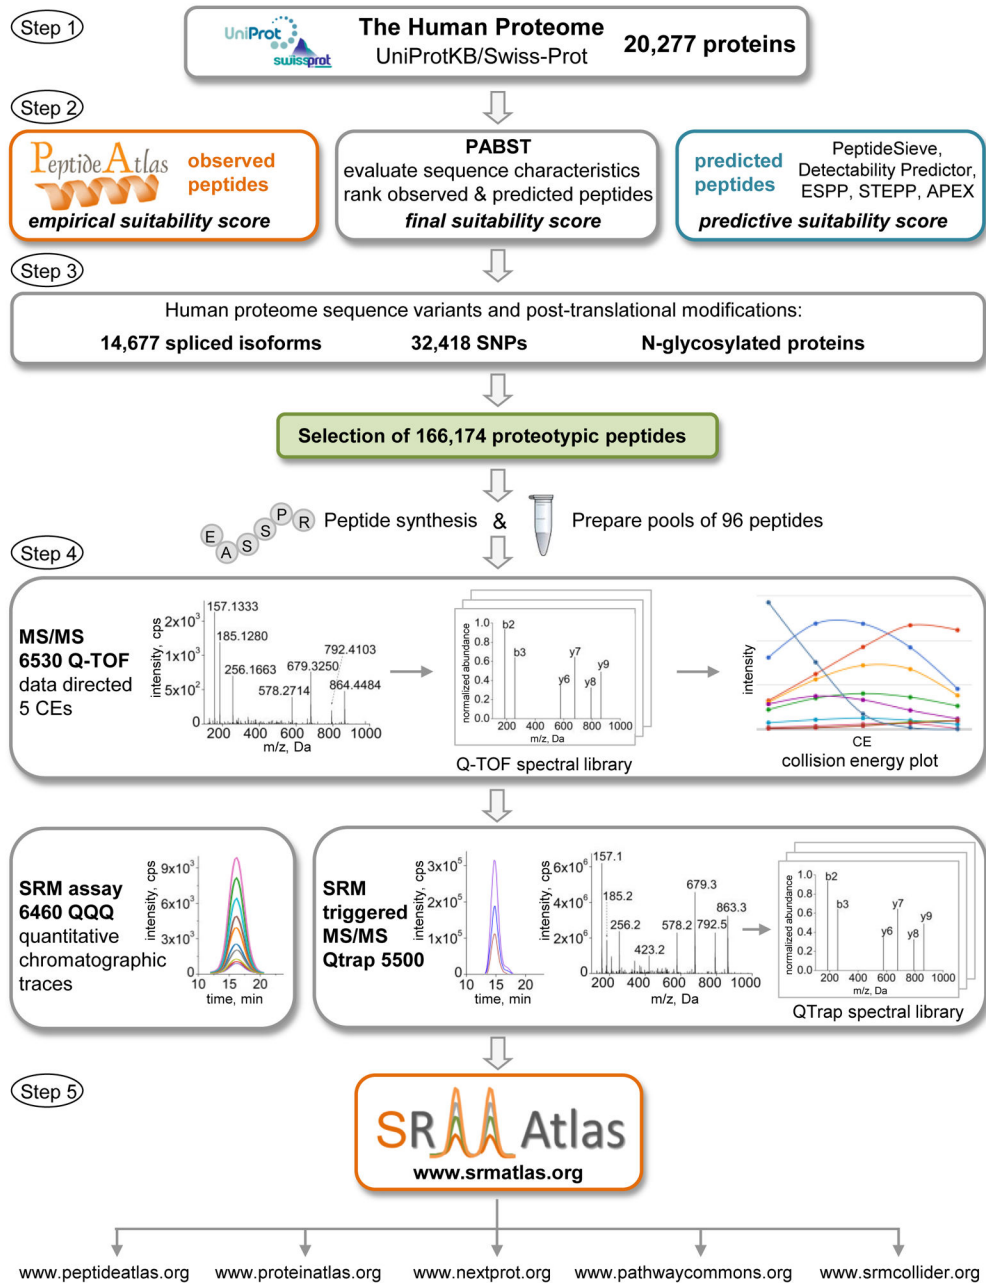 Step 1
UniProt
swissprot
The Human Proteome
UniProtKB/Swiss-Prot
20,277 proteins
Step 2
PeptideAtlas
observed
peptides
empirical suitability score
PABST
evaluate sequence characteristics
rank observed & predicted peptides
final suitability score
predicted
peptides
PeptideSieve,
Detectability Predictor,
ESPP, STEPP, APEX
predictive suitability score
Step 3
Human proteome sequence variants and post-translational modifications:
14,677 spliced isoforms
32,418 SNPs
N-glycosylated proteins
Selection of 166,174 proteotypic peptides
E A S S P R
Peptide synthesis
&
Prepare pools of 96 peptides
Step 4
MS/MS
6530 Q-TOF
data directed
5 CEs
intensity, cps
2x10³
1x10³
5x10²
0
157.1333
185.1280
256.1663
578.2714
679.3250
792.4103
864.4484
200 400 600 800 1000
m/z, Da
normalized abundance
1.0
0.8
0.6
0.4
0.2
0.0
b2
b3
y6
y7
y8
y9
200 400 600 800 1000
m/z, Da
Q-TOF spectral library
intensity
CE
collision energy plot
SRM assay
6460 QQQ
quantitative
chromatographic
traces
intensity, cps
9x10³
6x10³
3x10³
0
10 15 20
time, min
SRM
triggered
MS/MS
Qtrap 5500
intensity, cps
3x10⁵
2x10⁵
1x10⁵
0
10 15 20
time, min
intensity, cps
6x10⁶
4x10⁶
2x10⁶
0
157.1
185.2
256.2
423.2
578.2
679.3
792.5
863.3
200 400 600 800 1000
m/z, Da
normalized abundance
1.0
0.8
0.6
0.4
0.2
0.0
b2
b3
y6
y7
y8
y9
200 400 600 800 1000
m/z, Da
QTrap spectral library
Step 5
SRM Atlas
www.srmatlas.org
www.peptideatlas.org
www.proteinatlas.org
www.nextprot.org
www.pathwaycommons.org
www.srmcollider.org